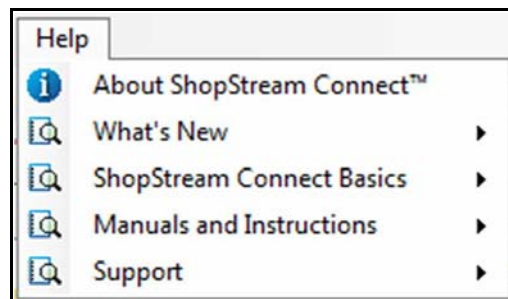 Help
About ShopStream Connect™
What's New
ShopStream Connect Basics
Manuals and Instructions
Support